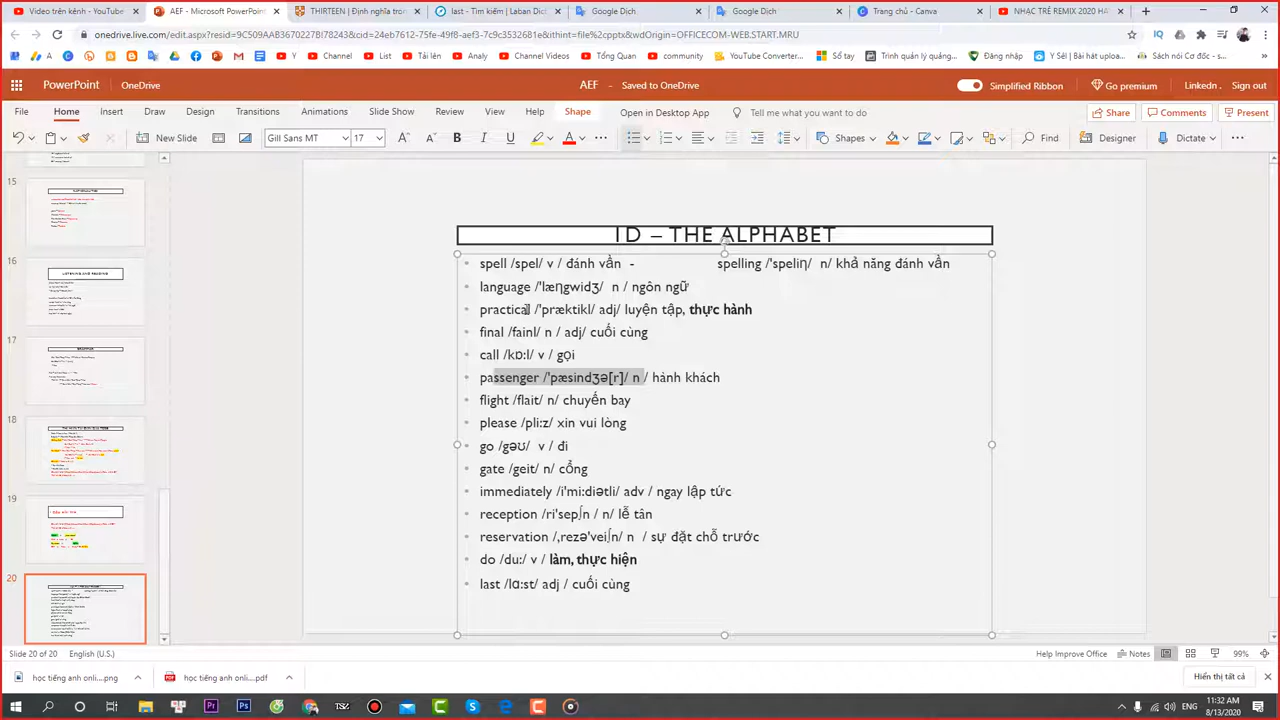 Video trên kênh - YouTube
AEF - Microsoft PowerPoint
THIRTEEN | Định nghĩa trong
last - Tìm kiếm | Laban Dict
Google Dịch
Google Dịch
Trang chủ - Canva
NHẠC TRẺ REMIX 2020 HA
onedrive.live.com/edit.aspx?resid=9C509AAB3670227B!78243&cid=24eb7612-75fe-49f8-aef3-7c9c3532681e&ithint=file%2cpptx&wdOrigin=OFFICECOM-WEB.START.MRU
Y Channel List Tải lên Analy Channel Videos Tổng Quan community YouTube Converter... Sổ tay Trình quản lý quảng... Đăng nhập Y Sêl | Bài hát uploa... Sách nói Cơ đốc -...
PowerPoint OneDrive AEF - Saved to OneDrive Simplified Ribbon Go premium Linkedn . Sign out
File Home Insert Draw Design Transitions Animations Slide Show Review View Help Shape Open in Desktop App Tell me what you want to do Share Comments Present
New Slide Gill Sans MT 17 B I U A Shapes Find Designer Dictate
15
16
17
18
19
20
1D – THE ALPHABET
spell /spel/ v / đánh vần - spelling /'speliη/ n/ khả năng đánh vần
language /'læηgwidʒ/ n / ngôn ngữ
practical /'præktikl/ adj/ luyện tập, thực hành
final /fainl/ n / adj/ cuối cùng
call /kɒ:l/ v / gọi
passenger /'pæsindʒə[r]/ n / hành khách
flight /flait/ n/ chuyến bay
please /pli:z/ xin vui lòng
go /gəʊ/ v / đi
gate /geit/ n/ cổng
immediately /i'mi:diətli/ adv / ngay lập tức
reception /ri'sep∫n / n/ lễ tân
reservation /,rezə'vei∫n/ n / sự đặt chỗ trước
do /du:/ v / làm, thực hiện
last /lɑ:st/ adj / cuối cùng
Slide 20 of 20 English (U.S.) Help Improve Office Notes 99%
học tiếng anh onli....png
học tiếng anh onli....pdf
Hiển thị tất cả
11:32 AM
8/13/2020